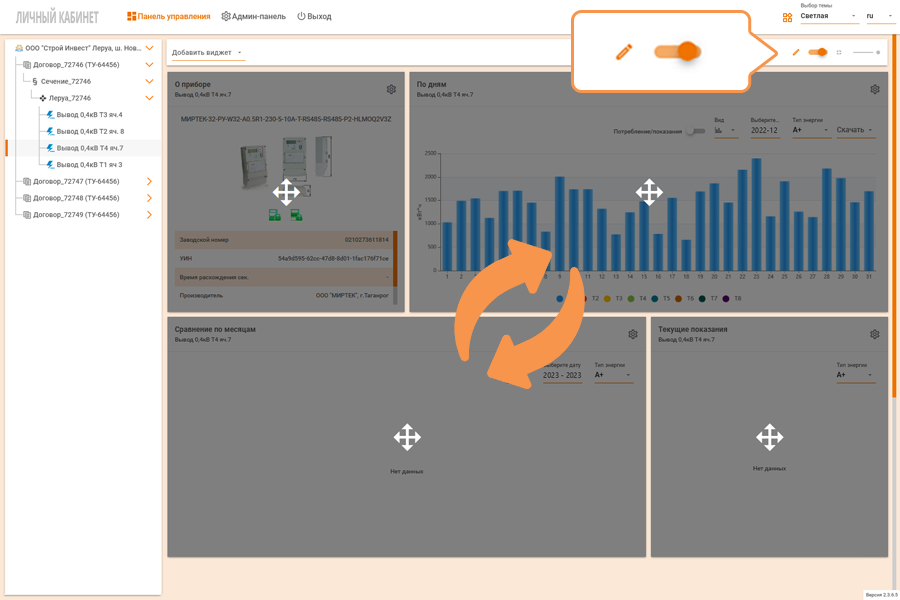 ЛИЧНЫЙ КАБИНЕТ
Панель управления
Админ-панель
Выход
Выбор темы
Светлая
ru
ООО "Строй Инвест" Леруа, ш. Нов...
Договор_72746 (ТУ-64456)
§ Сечение_72746
Леруа_72746
Вывод 0,4кВ Т3 яч.4
Вывод 0,4кВ Т2 яч. 8
Вывод 0,4кВ Т4 яч.7
Вывод 0,4кВ Т1 яч 3
Договор_72747 (ТУ-64456)
Договор_72748 (ТУ-64456)
Договор_72749 (ТУ-64456)
Добавить виджет
О приборе
Вывод 0,4кВ Т4 яч.7
МИРТЕК-32-РУ-W32-A0.5R1-230-5-10A-T-RS485-RS485-P2-HLMOQ2V3Z
Заводской номер 0210273611814
УИН 54a9d595-62cc-47d8-8d01-1fac176f71ca
Время расхождения сек. -
Производитель ООО "МИРТЕК", г.Таганрог
По дням
Вывод 0,4кВ Т4 яч.7
Потребление/показания
Вид
Выберите...
2022-12
Тип энергии
A+
Скачать
кВт*ч
2500
2000
1500
1000
500
0
1 2 8 9 11 12 13 14 15 16 17 18 19 20 21 22 23 24 25 26 27 28 29 30 31
T2 T3 T4 T5 T6 T7 T8
Сравнение по месяцам
Вывод 0,4кВ Т4 яч.7
ыберите дату
2023 - 2023
Тип энергии
A+
Нет данных
Текущие показания
Вывод 0,4кВ Т4 яч.7
Тип энергии
A+
Нет данных
Версия 2.3.6.5